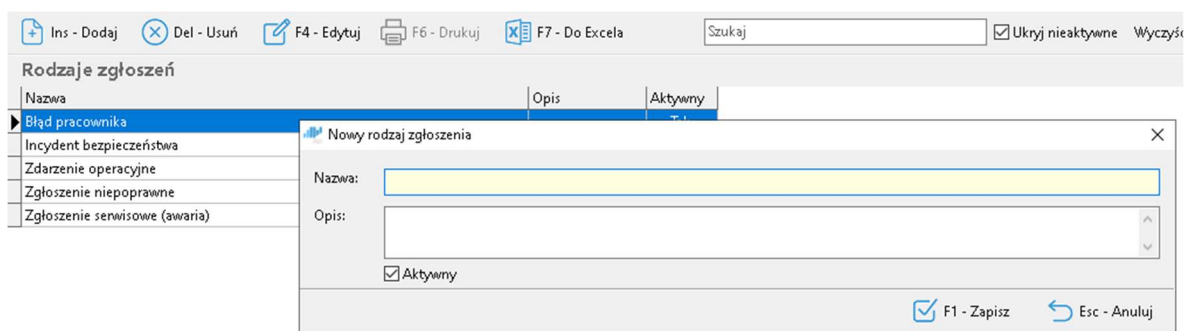 Ins - Dodaj Del - Usuń F4 - Edytuj F6 - Drukuj F7 - Do Excela Szukaj Ukryj nieaktywne
Rodzaje zgłoszeń
Nazwa Opis Aktywny
Błąd pracownika
Nowy rodzaj zgłoszenia
Incydent bezpieczeństwa
Zdarzenie operacyjne
Nazwa:
Zgłoszenie niepoprawne
Zgłoszenie serwisowe (awaria)
Opis:
Aktywny
F1 - Zapisz Esc - Anuluj